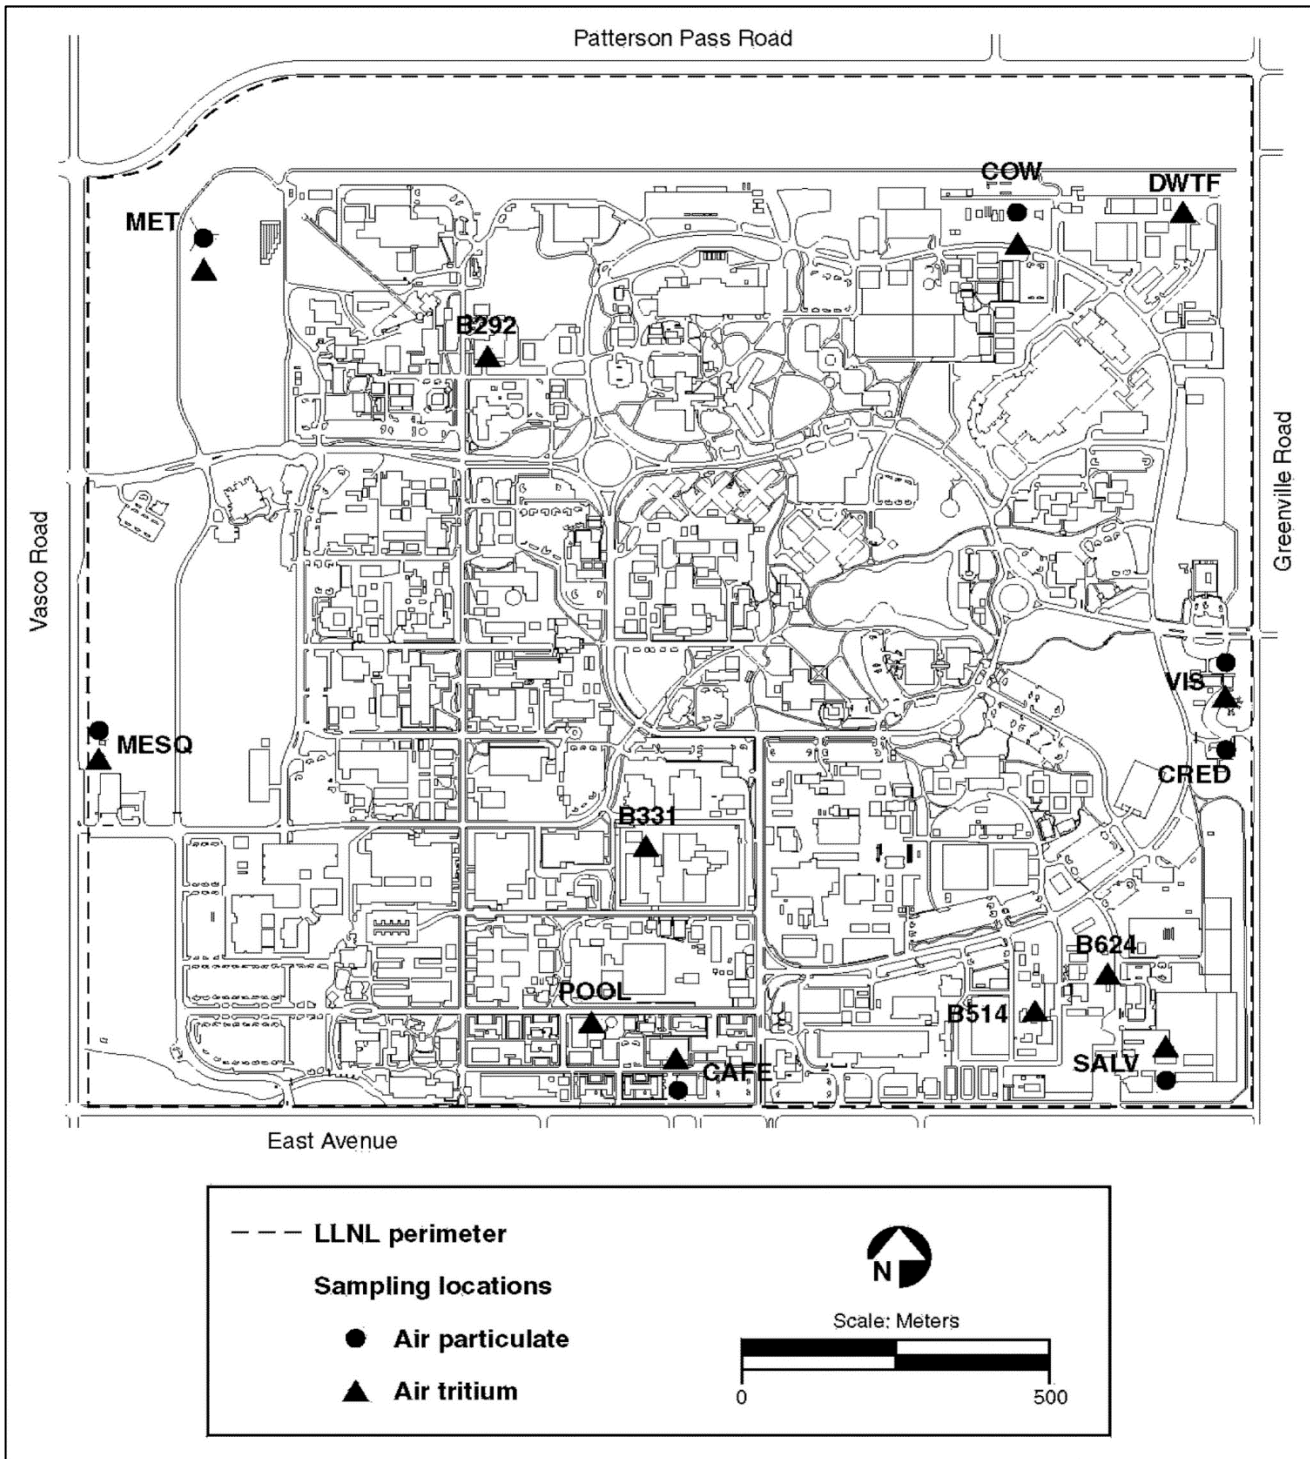 Patterson Pass Road
COW
DWTF
MET
B292
Greenville Road
Vasco Road
VIS
MESQ
CRED
B331
B624
POOL
B514
SALV
CAFE
East Avenue
LLNL perimeter
Sampling locations
Air particulate
Air tritium
N
Scale: Meters
0 500